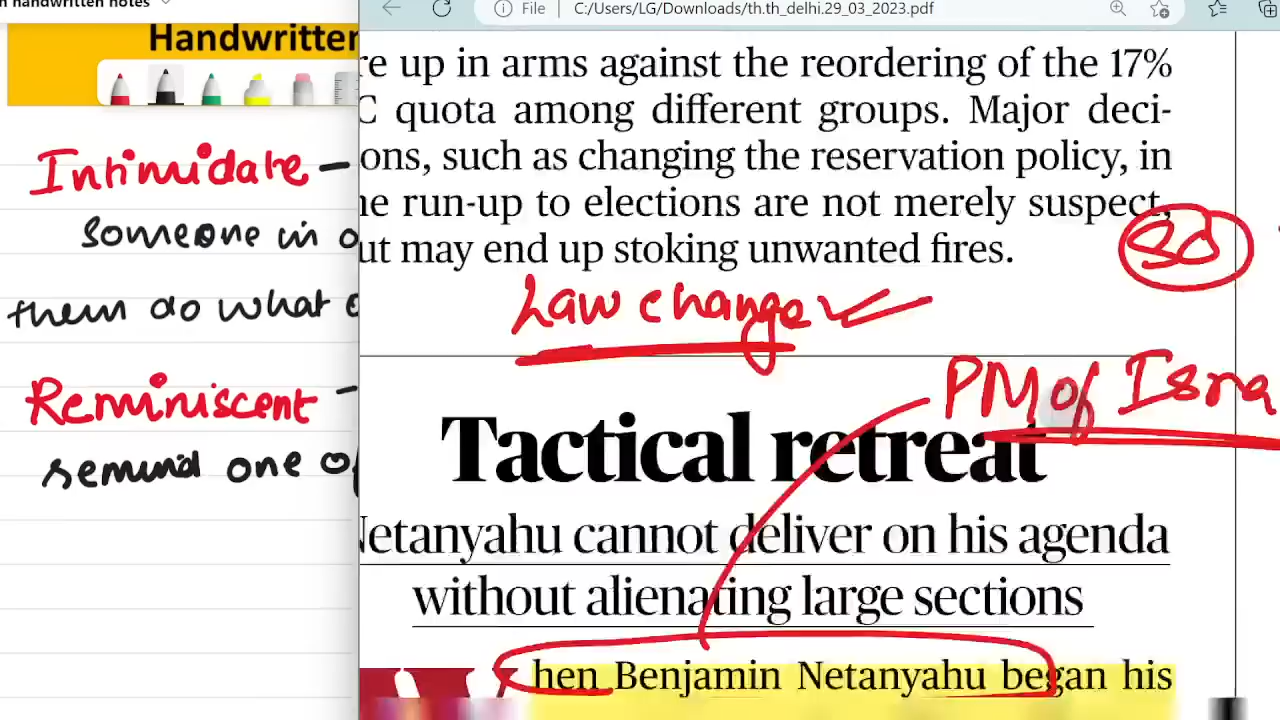 n handwritten notes
Handwritten
Intimidate -
someone in
them do what
Reminiscent -
remind one of
File C:/Users/LG/Downloads/th.th_delhi.29_03_2023.pdf
re up in arms against the reordering of the 17%
C quota among different groups. Major deci-
ons, such as changing the reservation policy, in
he run-up to elections are not merely suspect,
ut may end up stoking unwanted fires.
Law change
PM of Isra
Tactical retreat
Netanyahu cannot deliver on his agenda
without alienating large sections
hen Benjamin Netanyahu began his